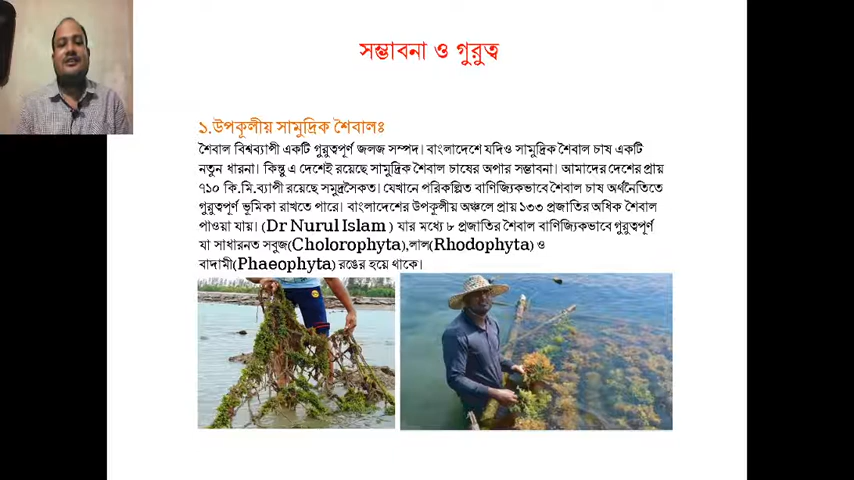 সম্ভাবনা ও গুরুত্ব
১.উপকূলীয় সামুদ্রিক শৈবালঃ
শৈবাল বিশ্বব্যাপী একটি গুরুত্বপূর্ণ জলজ সম্পদ। বাংলাদেশে যদিও সামুদ্রিক শৈবাল চাষ একটি
নতুন ধারনা। কিন্তু এ দেশেই রয়েছে সামুদ্রিক শৈবাল চাষের অপার সম্ভাবনা। আমাদের দেশের প্রায়
৭১০ কি.মি.ব্যাপী রয়েছে সমুদ্রসৈকত। যেখানে পরিকল্পিত বাণিজ্যিকভাবে শৈবাল চাষ অর্থনৈতিতে
গুরুত্বপূর্ণ ভূমিকা রাখতে পারে। বাংলাদেশের উপকূলীয় অঞ্চলে প্রায় ১৩৩ প্রজাতির অধিক শৈবাল
পাওয়া যায়। (Dr Nurul Islam ) যার মধ্যে ৮ প্রজাতির শৈবাল বাণিজ্যিকভাবে গুরুত্বপূর্ণ
যা সাধারনত সবুজ(Cholorophyta),লাল(Rhodophyta) ও
বাদামী(Phaeophyta) রঙের হয়ে থাকে।